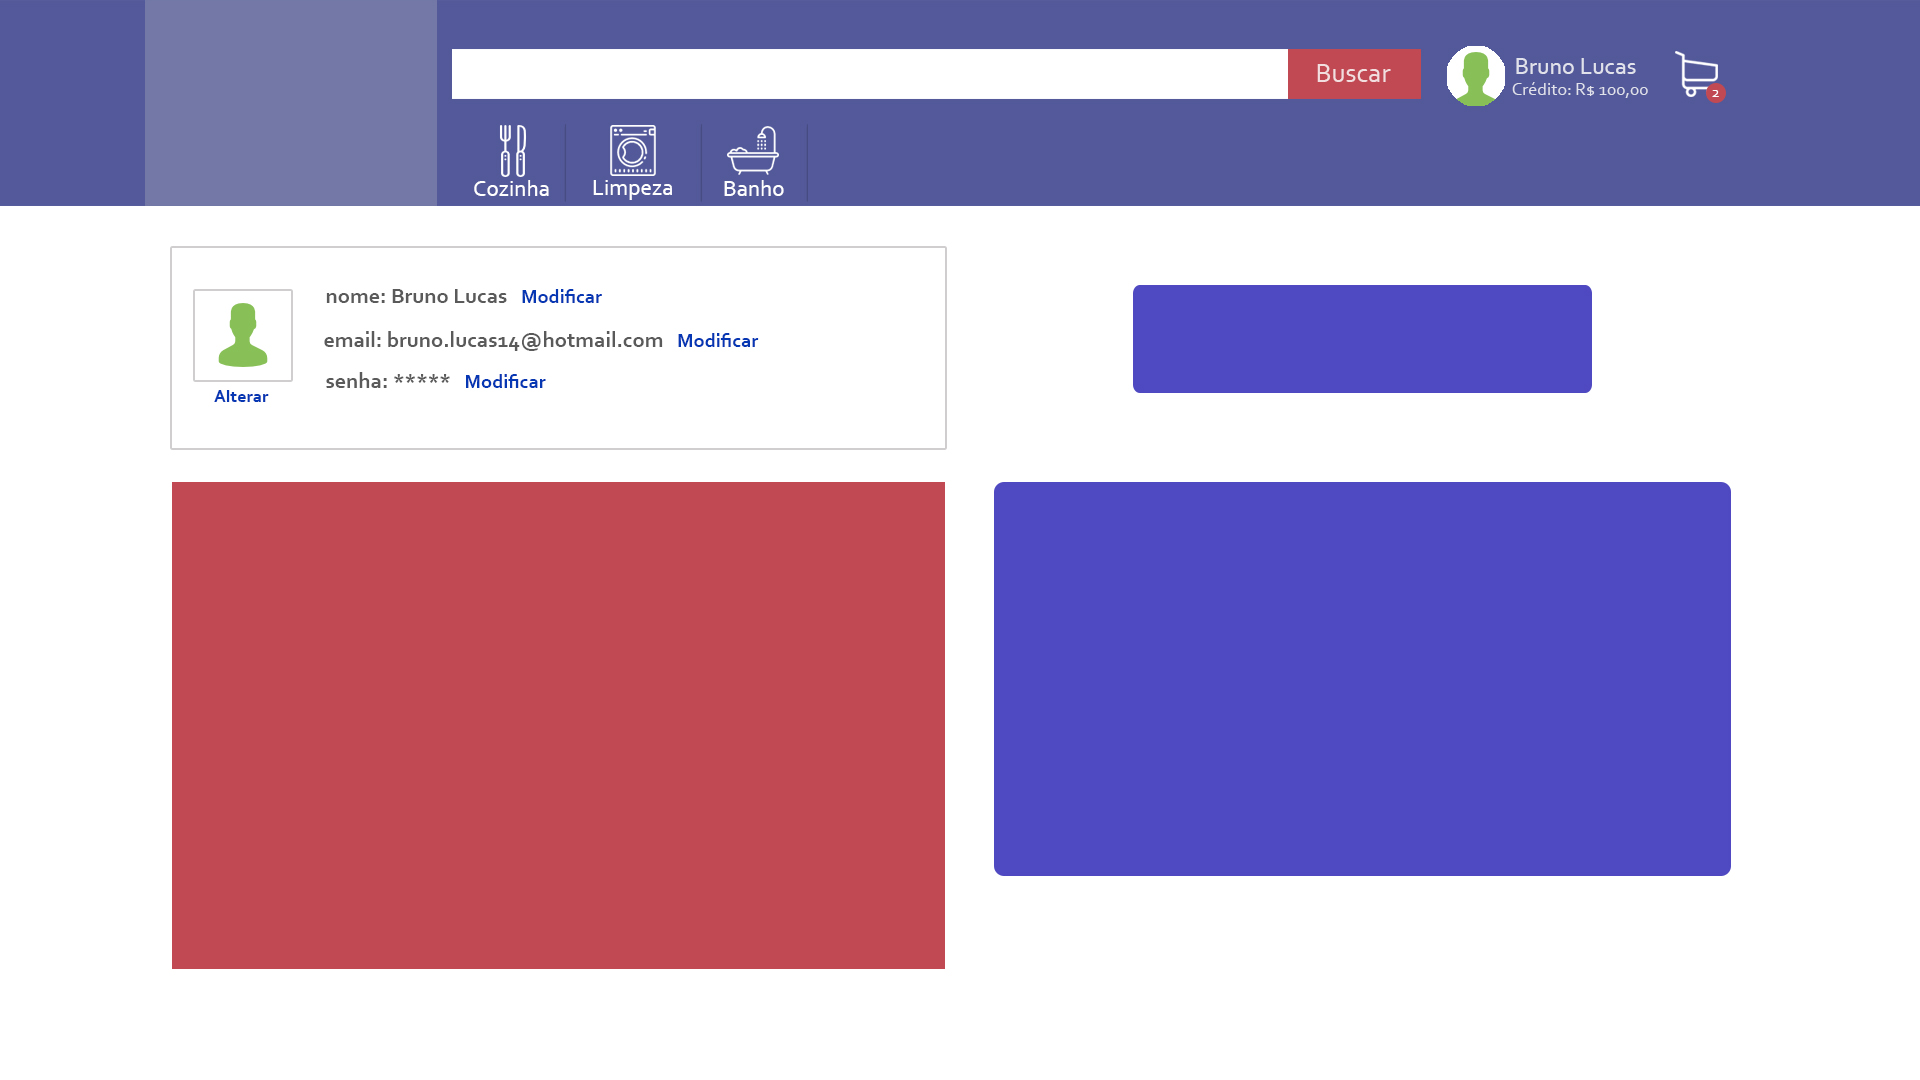 Buscar
Bruno Lucas
Crédito: R$ 100,00
2
Cozinha
Limpeza
Banho
nome: Bruno Lucas Modificar
email: bruno.lucas14@hotmail.com Modificar
senha: ***** Modificar
Alterar